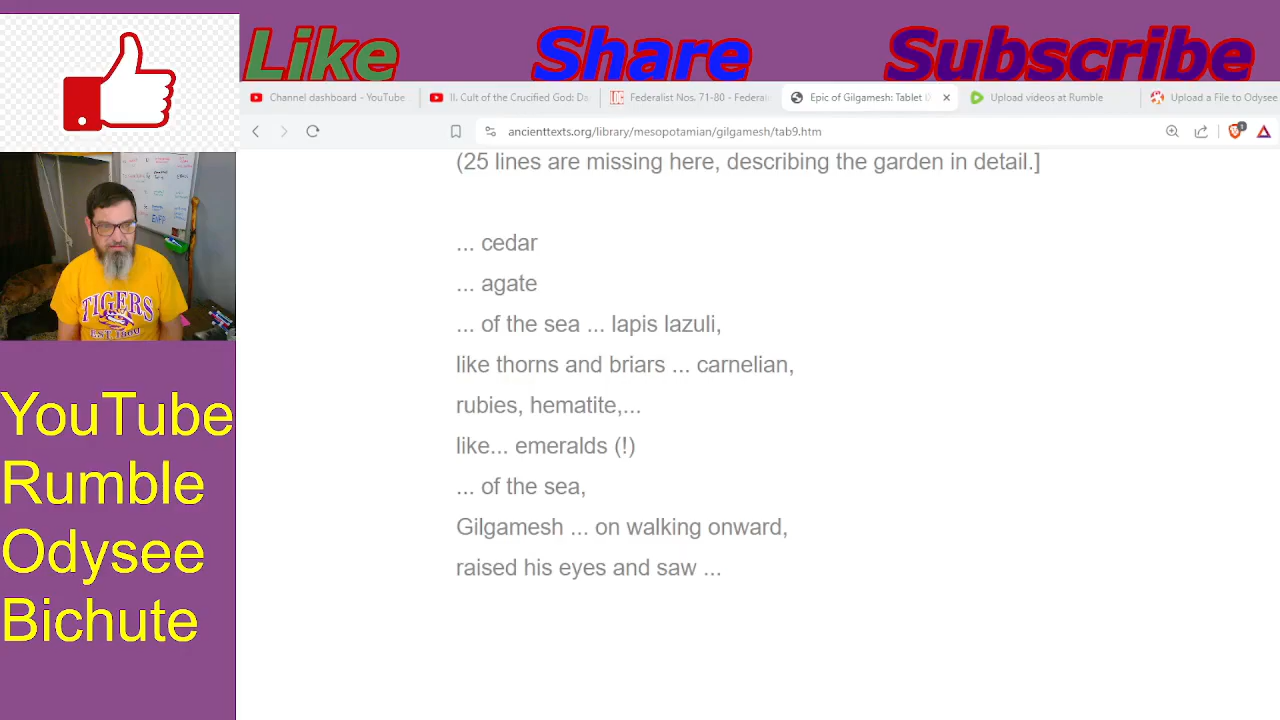 Like Share Subscribe
Channel dashboard - YouTube
II. Cult of the Crucified God: Da
Federalist Nos. 71-80 - Federal
Epic of Gilgamesh: Tablet I
Upload videos at Rumble
Upload a File to Odysee
ancienttexts.org/library/mesopotamian/gilgamesh/tab9.htm
(25 lines are missing here, describing the garden in detail.]
... cedar
... agate
... of the sea ... lapis lazuli,
like thorns and briars ... carnelian,
rubies, hematite,...
like... emeralds (!)
... of the sea,
Gilgamesh ... on walking onward,
raised his eyes and saw ...
TIGERS
YouTube
Rumble
Odysee
Bichute